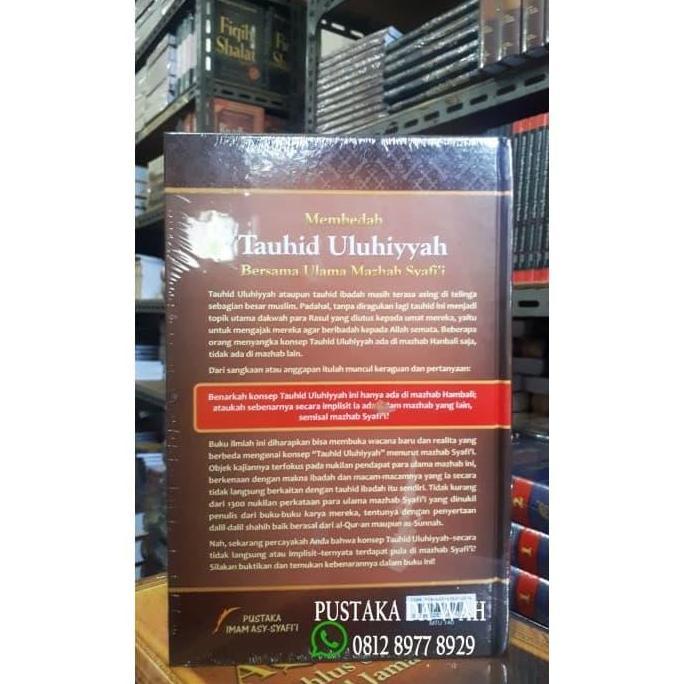 Fiqih
Shalat
Membedah
Tauhid Uluhiyyah
Bersama Ulama Mazhab Syafi'i
Tauhid Uluhiyyah ataupun tauhid ibadah masih terasa asing di telinga
sebagian besar muslim. Padahal, tanpa diragukan lagi tauhid ini menjadi
topik utama dakwah para Rasul yang diutus kepada umat mereka, yaitu
untuk mengajak mereka agar beribadah kepada Allah semata. Beberapa
orang menyangka konsep Tauhid Uluhiyyah ada di mazhab Hanbali saja,
tidak ada di mazhab lain.
Dari sangkaan atau anggapan itulah muncul keraguan dan pertanyaan:
Benarkah konsep Tauhid Uluhiyyah ini hanya ada di mazhab Hambali;
ataukah sebenarnya secara implisit ia ada dalam mazhab yang lain,
semisal mazhab Syafi'i?
Buku ilmiah ini diharapkan bisa membuka wacana baru dan realita yang
berbeda mengenai konsep "Tauhid Uluhiyyah" menurut mazhab Syafi'i.
Objek kajiannya terfokus pada nukilan pendapat para ulama mazhab ini,
berkenaan dengan makna ibadah dan macam-macamnya yang ia secara
tidak langsung berkaitan dengan tauhid ibadah itu sendiri. Tidak kurang
dari 1300 nukilan perkataan para ulama mazhab Syafi'i yang dinukil
penulis dari buku-buku karya mereka, tentunya dengan penyertaan
dalil-dalil shahih baik berasal dari al-Qur-an maupun as-Sunnah.
Nah, sekarang percayakah Anda bahwa konsep Tauhid Uluhiyyah–secara
tidak langsung atau implisit–ternyata terdapat pula di mazhab Syafi'i?
Silakan buktikan dan temukan kebenarannya dalam buku ini!
PUSTAKA
IMAM ASY-SYAFI'I
PUSTAKA
0812 8977 8929